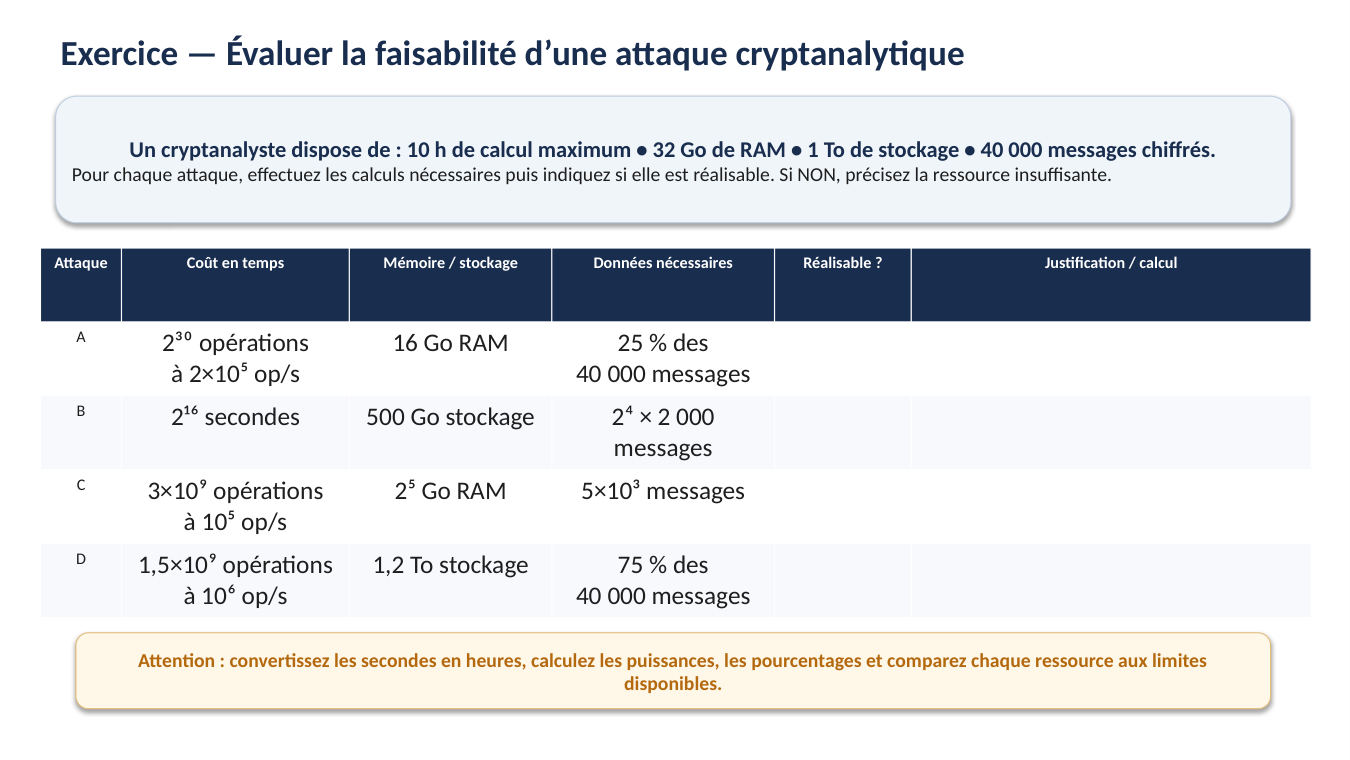 Exercice — Évaluer la faisabilité d’une attaque cryptanalytique
Un cryptanalyste dispose de : 10 h de calcul maximum • 32 Go de RAM • 1 To de stockage • 40 000 messages chiffrés.
Pour chaque attaque, effectuez les calculs nécessaires puis indiquez si elle est réalisable. Si NON, précisez la ressource insuffisante.
Attaque Coût en temps Mémoire / stockage Données nécessaires Réalisable ? Justification / calcul
A 2³⁰ opérations 16 Go RAM 25 % des
à 2×10⁵ op/s 40 000 messages
B 2¹⁶ secondes 500 Go stockage 2⁴ × 2 000
messages
C 3×10⁹ opérations 2⁵ Go RAM 5×10³ messages
à 10⁵ op/s
D 1,5×10⁹ opérations 1,2 To stockage 75 % des
à 10⁶ op/s 40 000 messages
Attention : convertissez les secondes en heures, calculez les puissances, les pourcentages et comparez chaque ressource aux limites
disponibles.